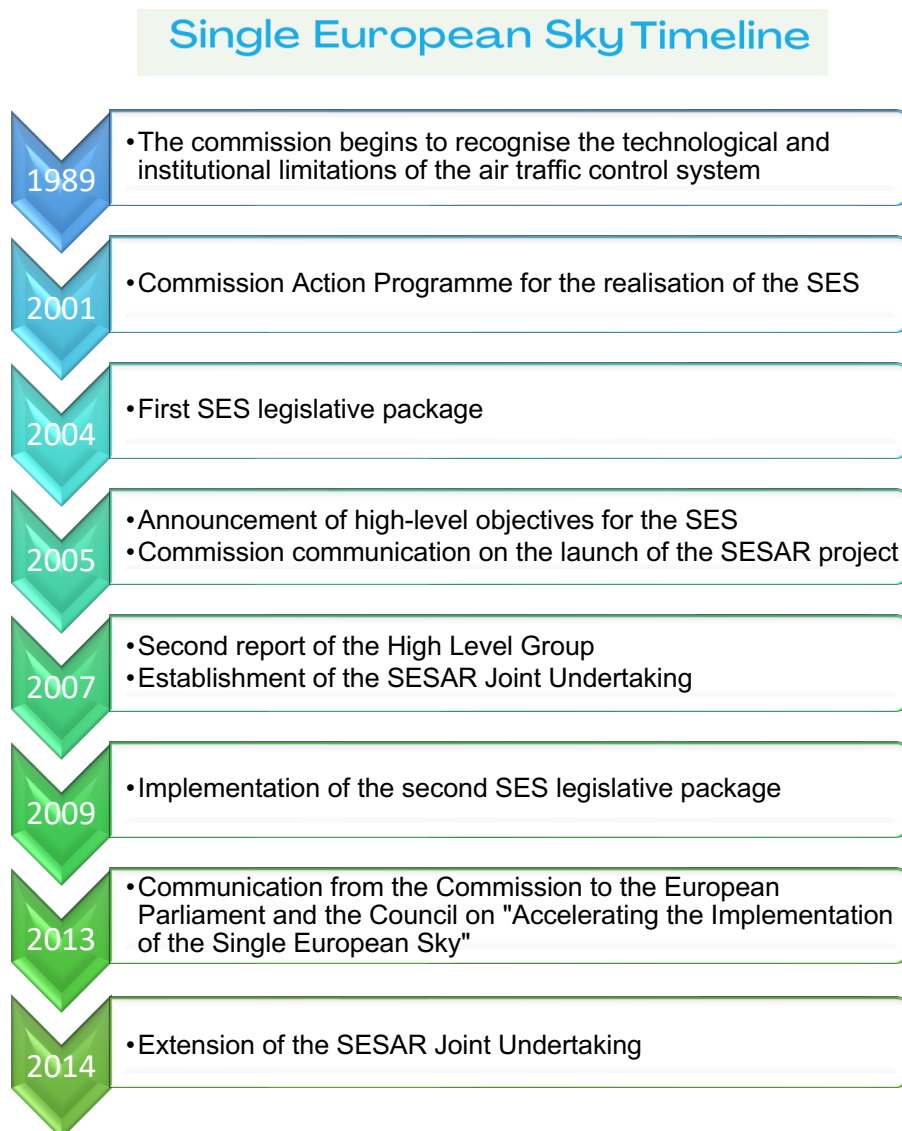 Single European Sky Timeline
1989
•The commission begins to recognise the technological and
institutional limitations of the air traffic control system
2001
•Commission Action Programme for the realisation of the SES
2004
•First SES legislative package
2005
•Announcement of high-level objectives for the SES
•Commission communication on the launch of the SESAR project
2007
•Second report of the High Level Group
•Establishment of the SESAR Joint Undertaking
2009
•Implementation of the second SES legislative package
2013
•Communication from the Commission to the European
Parliament and the Council on "Accelerating the Implementation
of the Single European Sky"
2014
•Extension of the SESAR Joint Undertaking